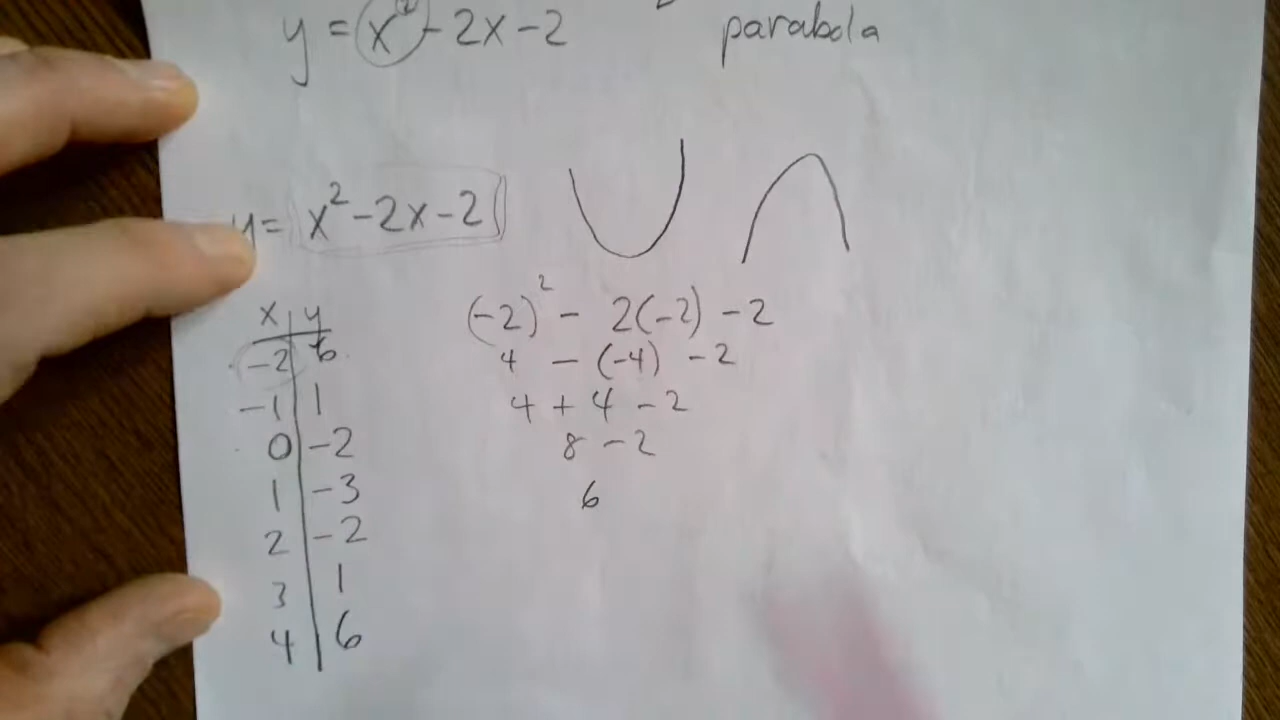 y = x² - 2x - 2
parabola
y = x² - 2x - 2
x y
-2 6
-1 1
0 -2
1 -3
2 -2
3 1
4 6
(-2)² - 2(-2) - 2
4 - (-4) - 2
4 + 4 - 2
8 - 2
6